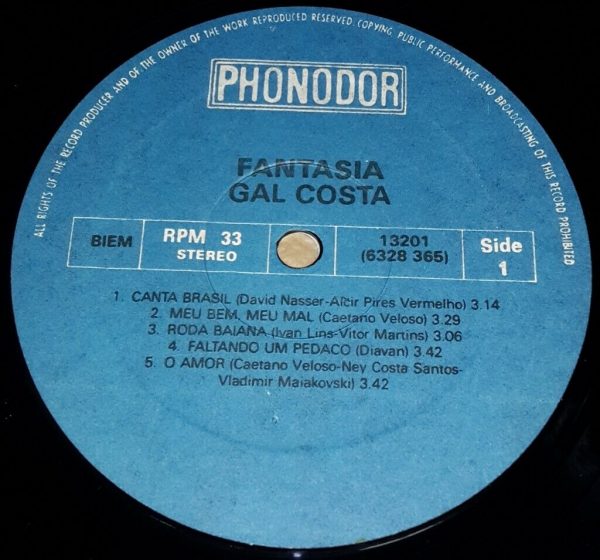 ALL RIGHTS OF THE RECORD PRODUCER AND OF THE OWNER OF THE WORK REPRODUCED RESERVED. COPYING, PUBLIC PERFORMANCE AND BROADCASTING OF THIS RECORD PROHIBITED
PHONODOR
FANTASIA
GAL COSTA
BIEM RPM 33 STEREO 13201 (6328 365) Side 1
1. CANTA BRASIL (David Nasser-Alcir Pires Vermelho) 3.14
2. MEU BEM, MEU MAL (Caetano Veloso) 3.29
3. RODA BAIANA (Ivan Lins-Vitor Martins) 3.06
4. FALTANDO UM PEDACO (Diavan) 3.42
5. O AMOR (Caetano Veloso-Ney Costa Santos-
Vladimir Maiakovski) 3.42